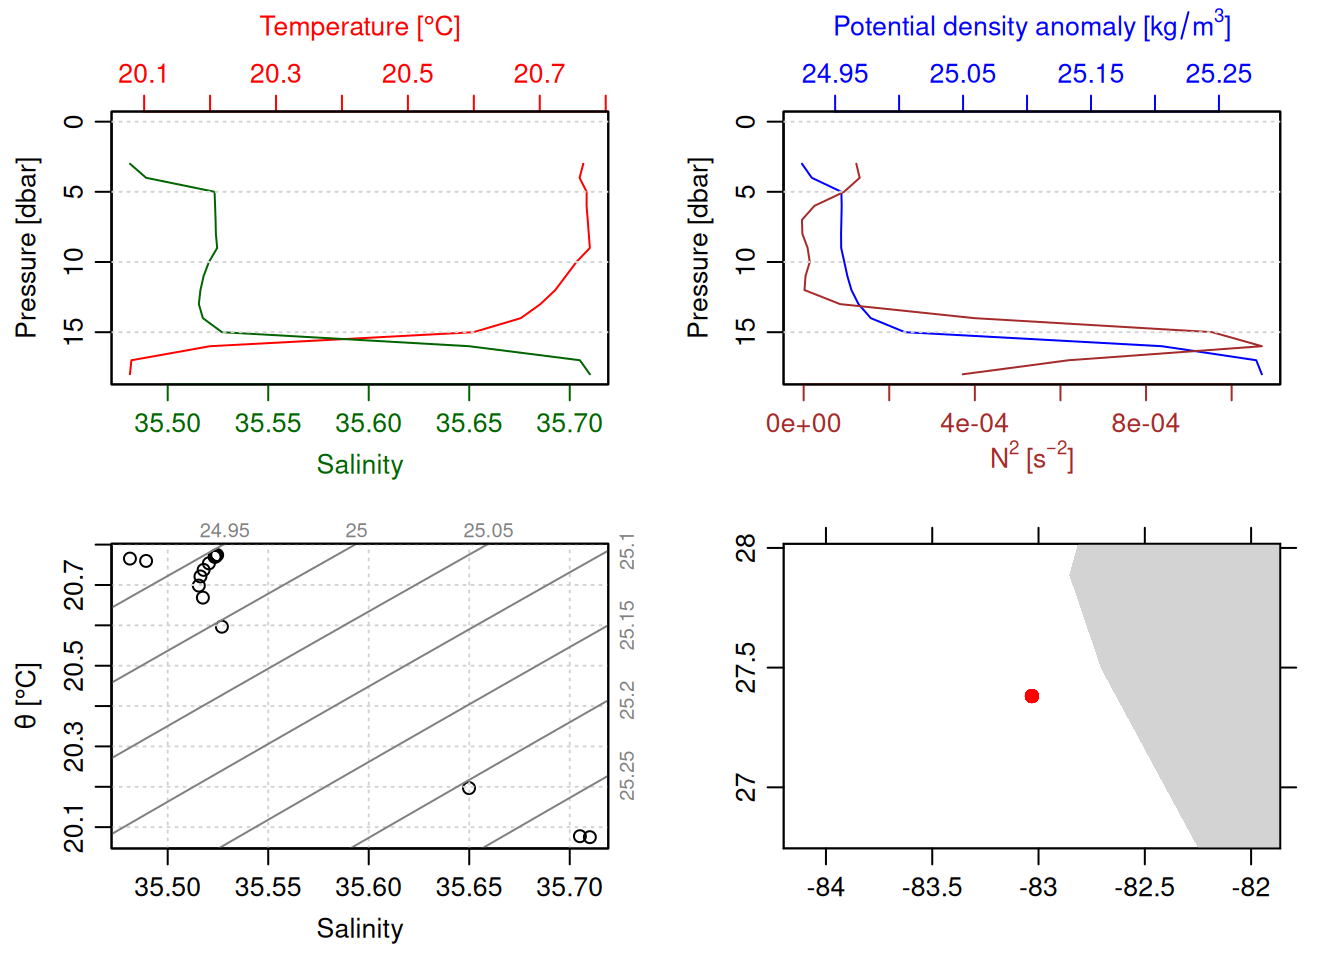 Temperature [°C]
20.1 20.3 20.5 20.7
Pressure [dbar]
0 5 10 15
35.50 35.55 35.60 35.65 35.70
Salinity
Potential density anomaly [kg/m³]
24.95 25.05 25.15 25.25
Pressure [dbar]
0 5 10 15
0e+00 4e-04 8e-04
N² [s⁻²]
24.95 25 25.05
25.1
25.15
25.2
25.25
θ [°C]
20.7 20.5 20.3 20.1
35.50 35.55 35.60 35.65 35.70
Salinity
28
27.5
27
-84 -83.5 -83 -82.5 -82